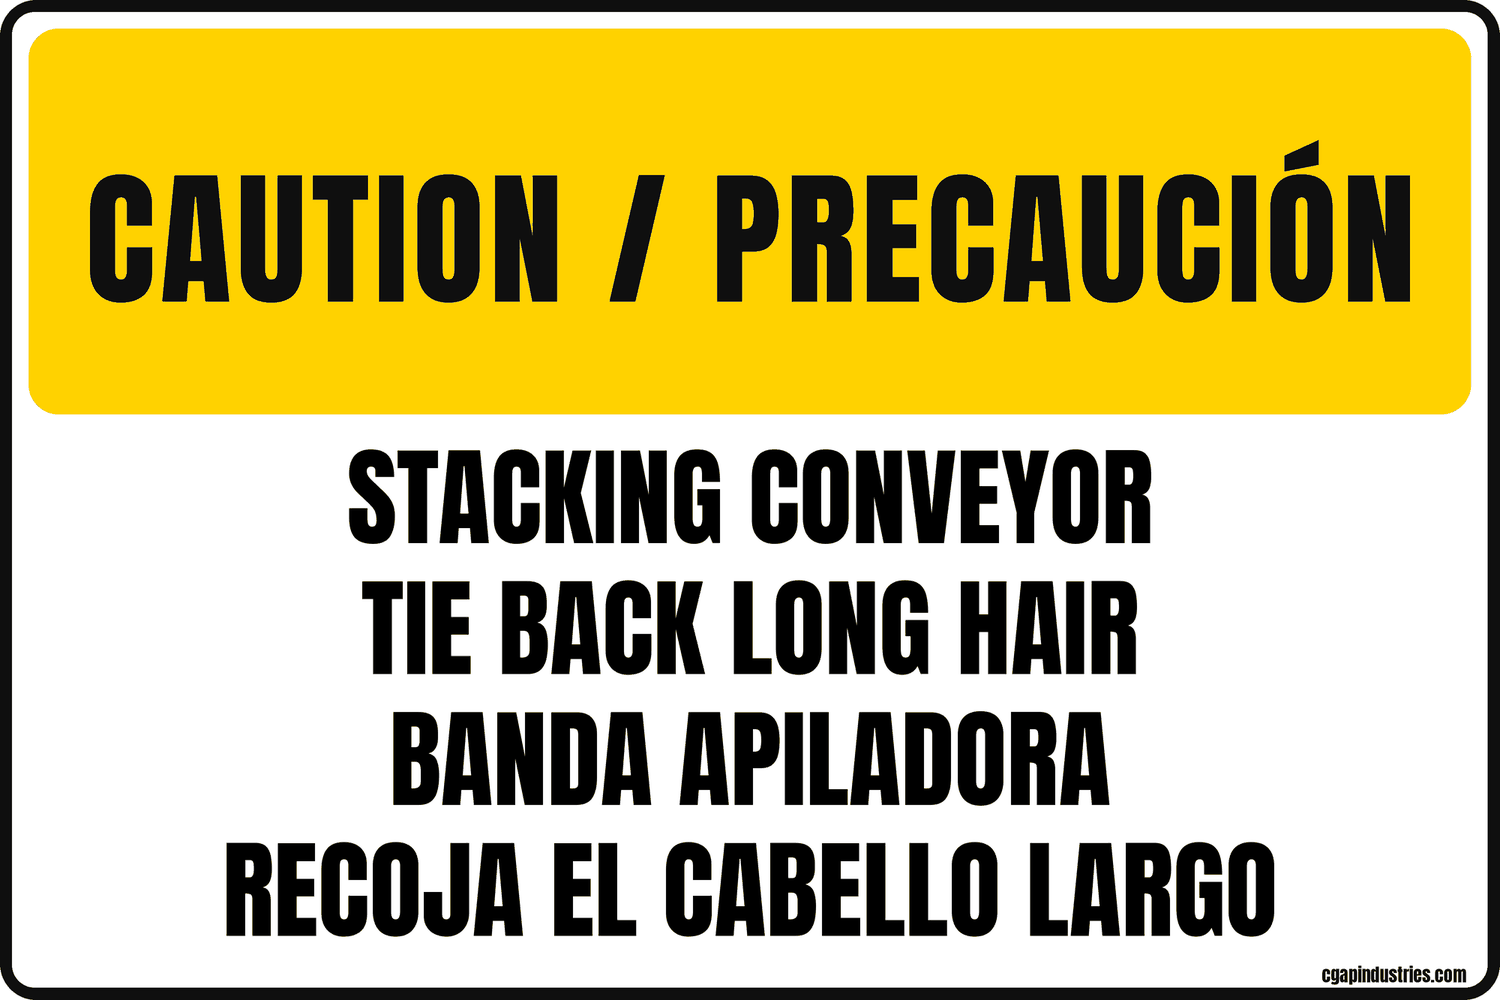 CAUTION / PRECAUCIÓN
STACKING CONVEYOR
TIE BACK LONG HAIR
BANDA APILADORA
RECOJA EL CABELLO LARGO
cgapindustries.com